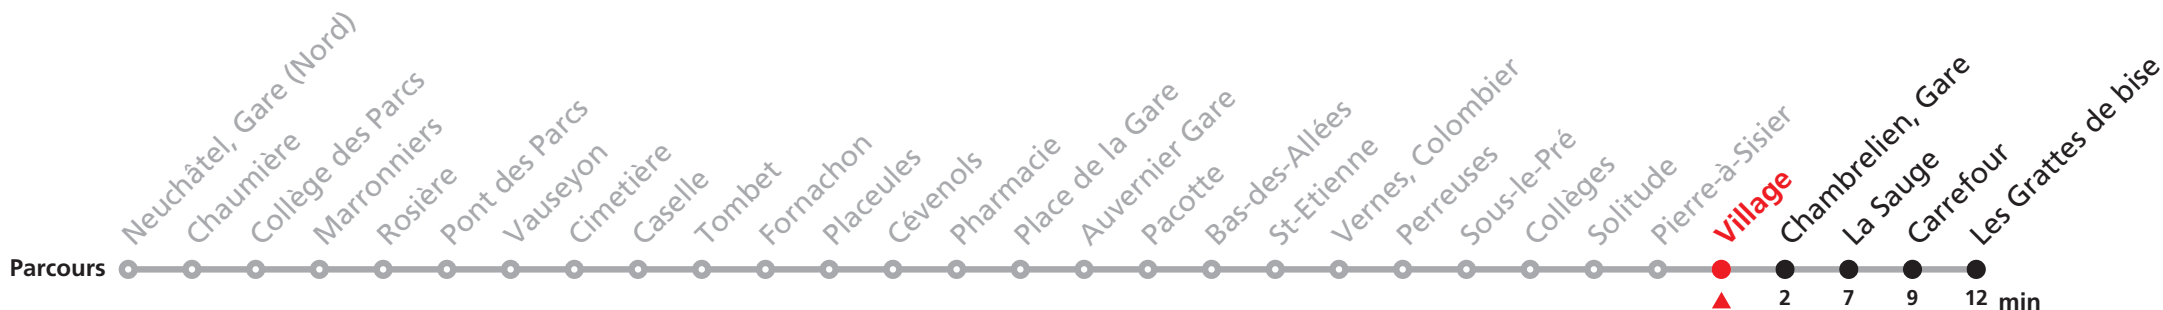 Neuchâtel, Gare (Nord)
Chaumière
Collège des Parcs
Marronniers
Rosière
Pont des Parcs
Vauseyon
Cimetière
Caselle
Tombet
Fornachon
Placeules
Cévenols
Pharmacie
Place de la Gare
Auvernier Gare
Pacotte
Bas-des-Allées
St-Etienne
Vernes, Colombier
Perreuses
Sous-le-Pré
Collèges
Solitude
Pierre-à-Sisier
Village
Chambrelien, Gare
La Sauge
Carrefour
Les Grattes de bise
Parcours
2 7 9 12 min